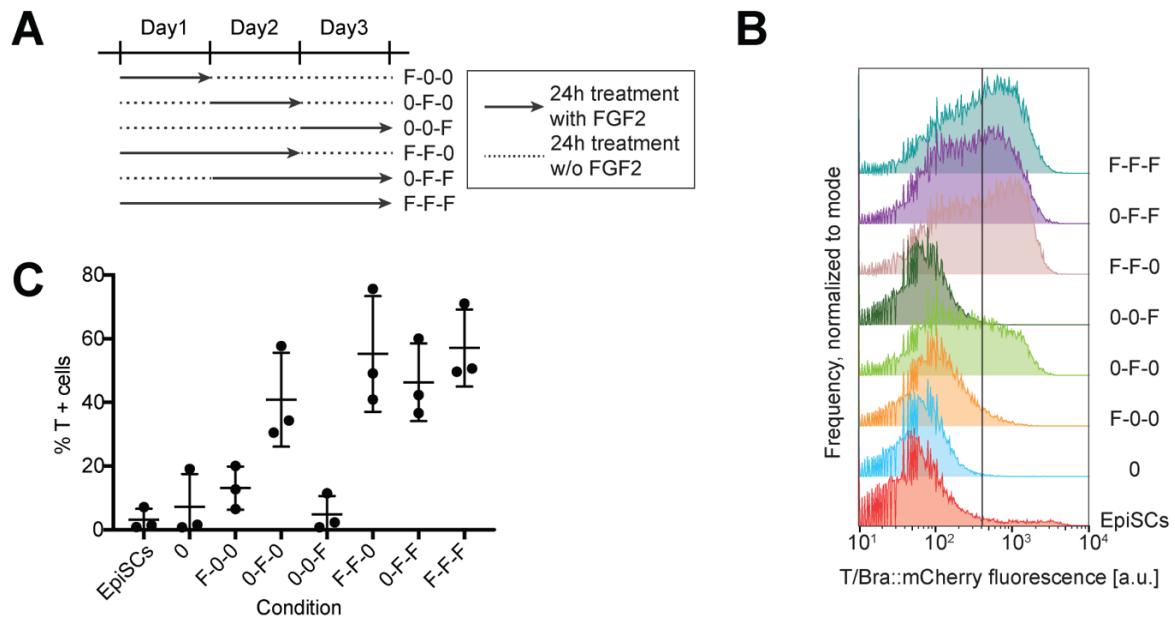 A
Day1 Day2 Day3
F-0-0
0-F-0
0-0-F
F-F-0
0-F-F
F-F-F
24h treatment
with FGF2
24h treatment
w/o FGF2
B
Frequency, normalized to mode
F-F-F
0-F-F
F-F-0
0-0-F
0-F-0
F-0-0
0
EpiSCs
10¹ 10² 10³ 10⁴
T/Bra::mCherry fluorescence [a.u.]
C
% T + cells
80
60
40
20
0
EpiSCs 0 F-0-0 0-F-0 0-0-F F-F-0 0-F-F F-F-F
Condition